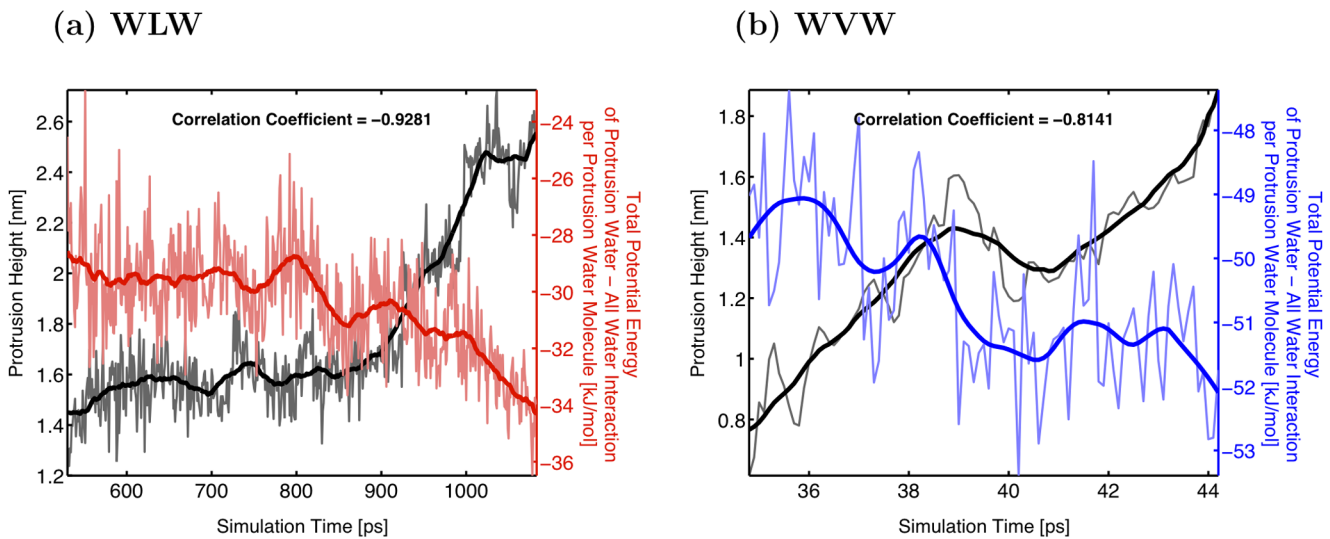 (a) WLW
Correlation Coefficient = −0.9281
Protrusion Height [nm]
2.6
2.4
2.2
2
1.8
1.6
1.4
1.2
600
700
800
900
1000
Simulation Time [ps]
−24
−26
−28
−30
−32
−34
−36
Total Potential Energy
of Protrusion Water − All Water Interaction
per Protrusion Water Molecule [kJ/mol]
(b) WVW
Correlation Coefficient = −0.8141
Protrusion Height [nm]
1.8
1.6
1.4
1.2
1
0.8
36
38
40
42
44
Simulation Time [ps]
−48
−49
−50
−51
−52
−53
Total Potential Energy
of Protrusion Water − All Water Interaction
per Protrusion Water Molecule [kJ/mol]